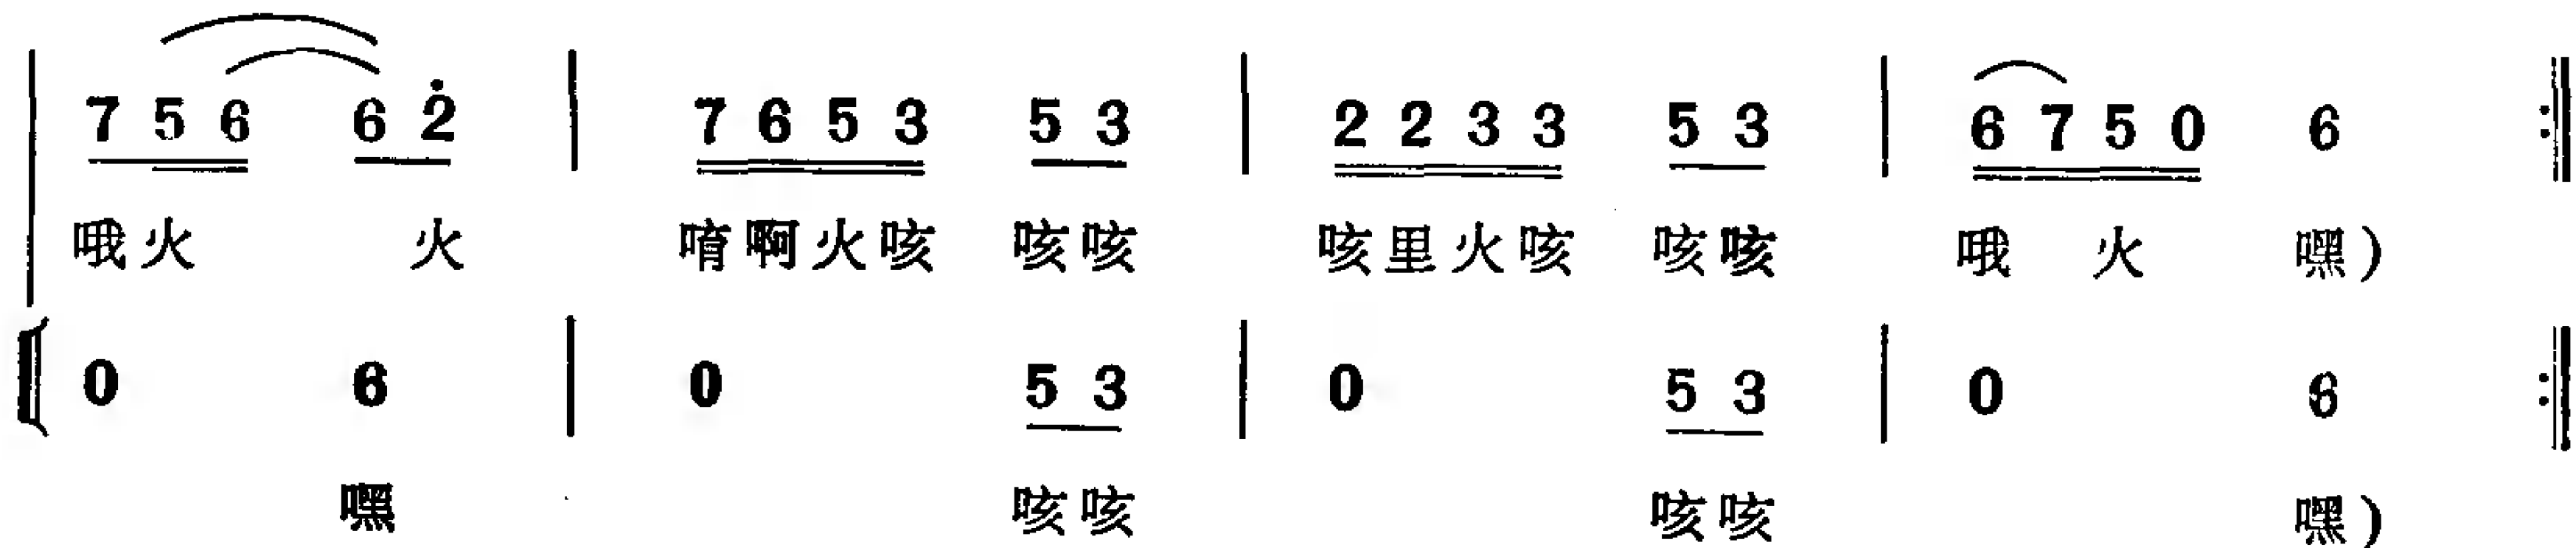 7 5 6 6 2̇ | 7 6 5 3 5 3 | 2 2 3 3 5 3 | 6 7 5 0 6 :‖
哦火 火 唷啊火咳 咳咳 咳里火咳 咳咳 哦 火 嘿)
0 6 | 0 5 3 | 0 5 3 | 0 6 :‖
嘿 咳咳 咳咳 嘿)